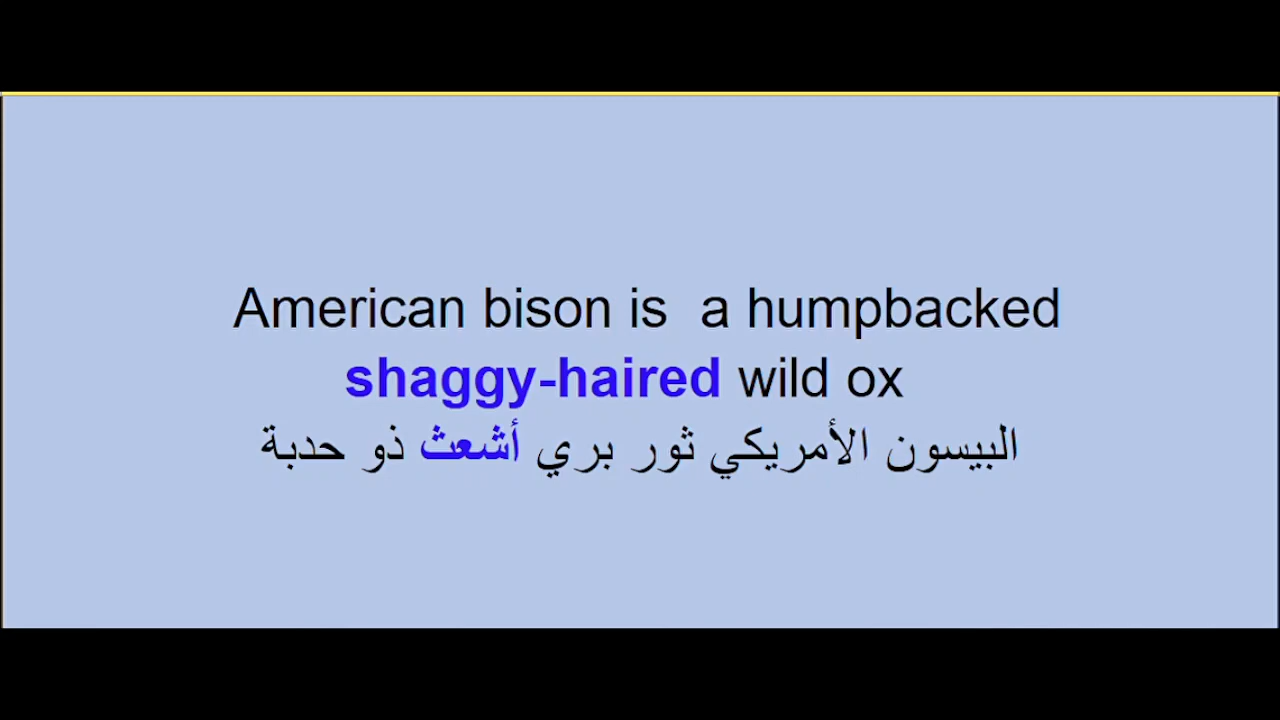 American bison is  a humpbacked
shaggy-haired wild ox
البيسون الأمريكي ثور بري أشعث ذو حدبة